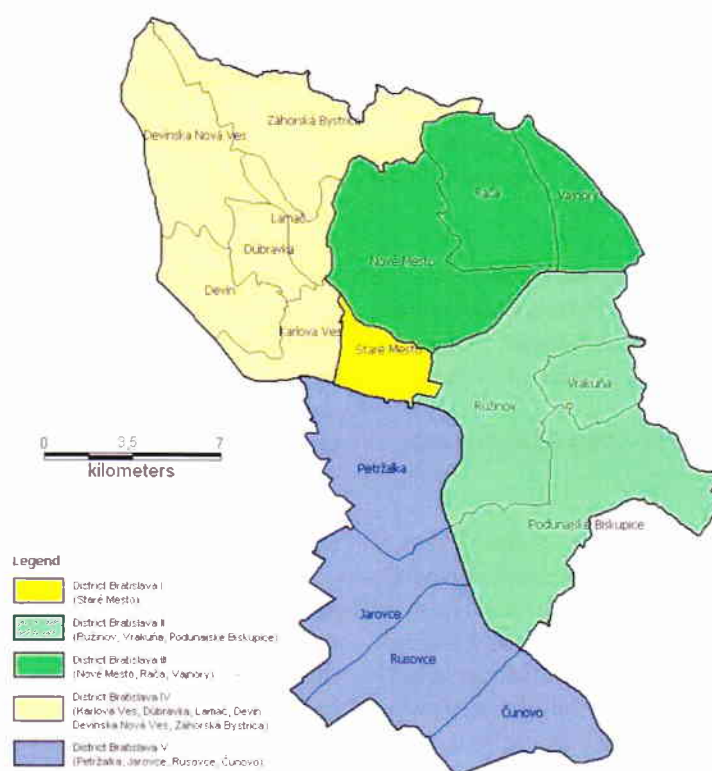 Záhorská Bystrica
Devinska Nová Ves
Rača
Vajnory
Lamač
Dúbravka
Nové Mesto
Devín
Karlova Ves
Staré Mesto
Vrakuňa
Ružinov
0 3,5 7
kilometers
Petržalka
Podunajské Biskupice
Jarovce
Rusovce
Čunovo
Legend
District Bratislava I
(Staré Mesto)
District Bratislava II
(Ružinov, Vrakuňa, Podunajské Biskupice)
District Bratislava III
(Nové Mesto, Rača, Vajnory)
District Bratislava IV
(Karlova Ves, Dúbravka, Lamač, Devín
Devinska Nová Ves, Záhorská Bystrica)
District Bratislava V
(Petržalka, Jarovce, Rusovce, Čunovo)